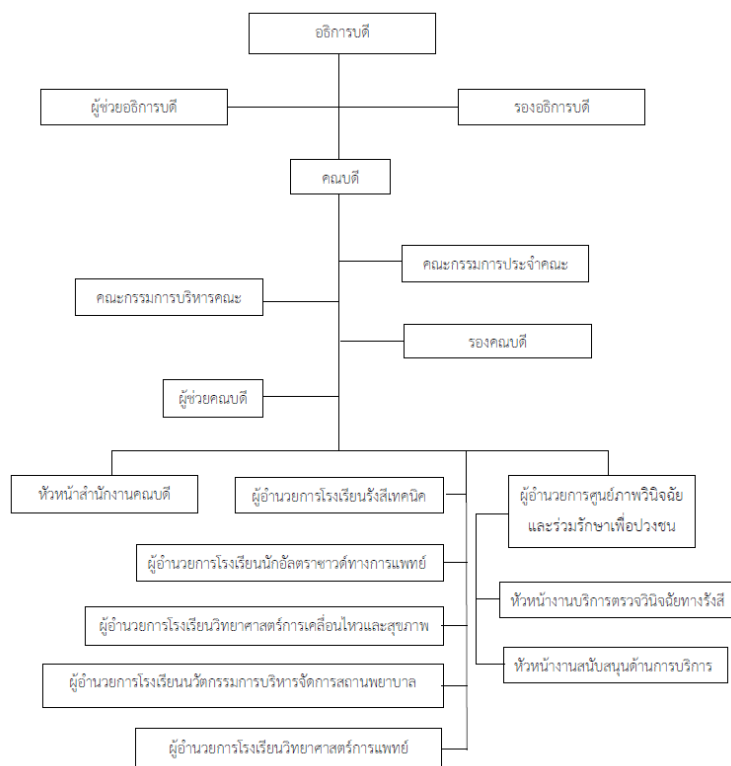 อธิการบดี
ผู้ช่วยอธิการบดี
รองอธิการบดี
คณบดี
คณะกรรมการประจำคณะ
คณะกรรมการบริหารคณะ
รองคณบดี
ผู้ช่วยคณบดี
หัวหน้าสำนักงานคณบดี
ผู้อำนวยการโรงเรียนรังสีเทคนิค
ผู้อำนวยการศูนย์ภาพวินิจฉัย
และร่วมรักษาเพื่อปวงชน
ผู้อำนวยการโรงเรียนนักอัลตราซาวด์ทางการแพทย์
หัวหน้างานบริการตรวจวินิจฉัยทางรังสี
ผู้อำนวยการโรงเรียนวิทยาศาสตร์การเคลื่อนไหวและสุขภาพ
หัวหน้างานสนับสนุนด้านการบริการ
ผู้อำนวยการโรงเรียนนวัตกรรมการบริหารจัดการสถานพยาบาล
ผู้อำนวยการโรงเรียนวิทยาศาสตร์การแพทย์